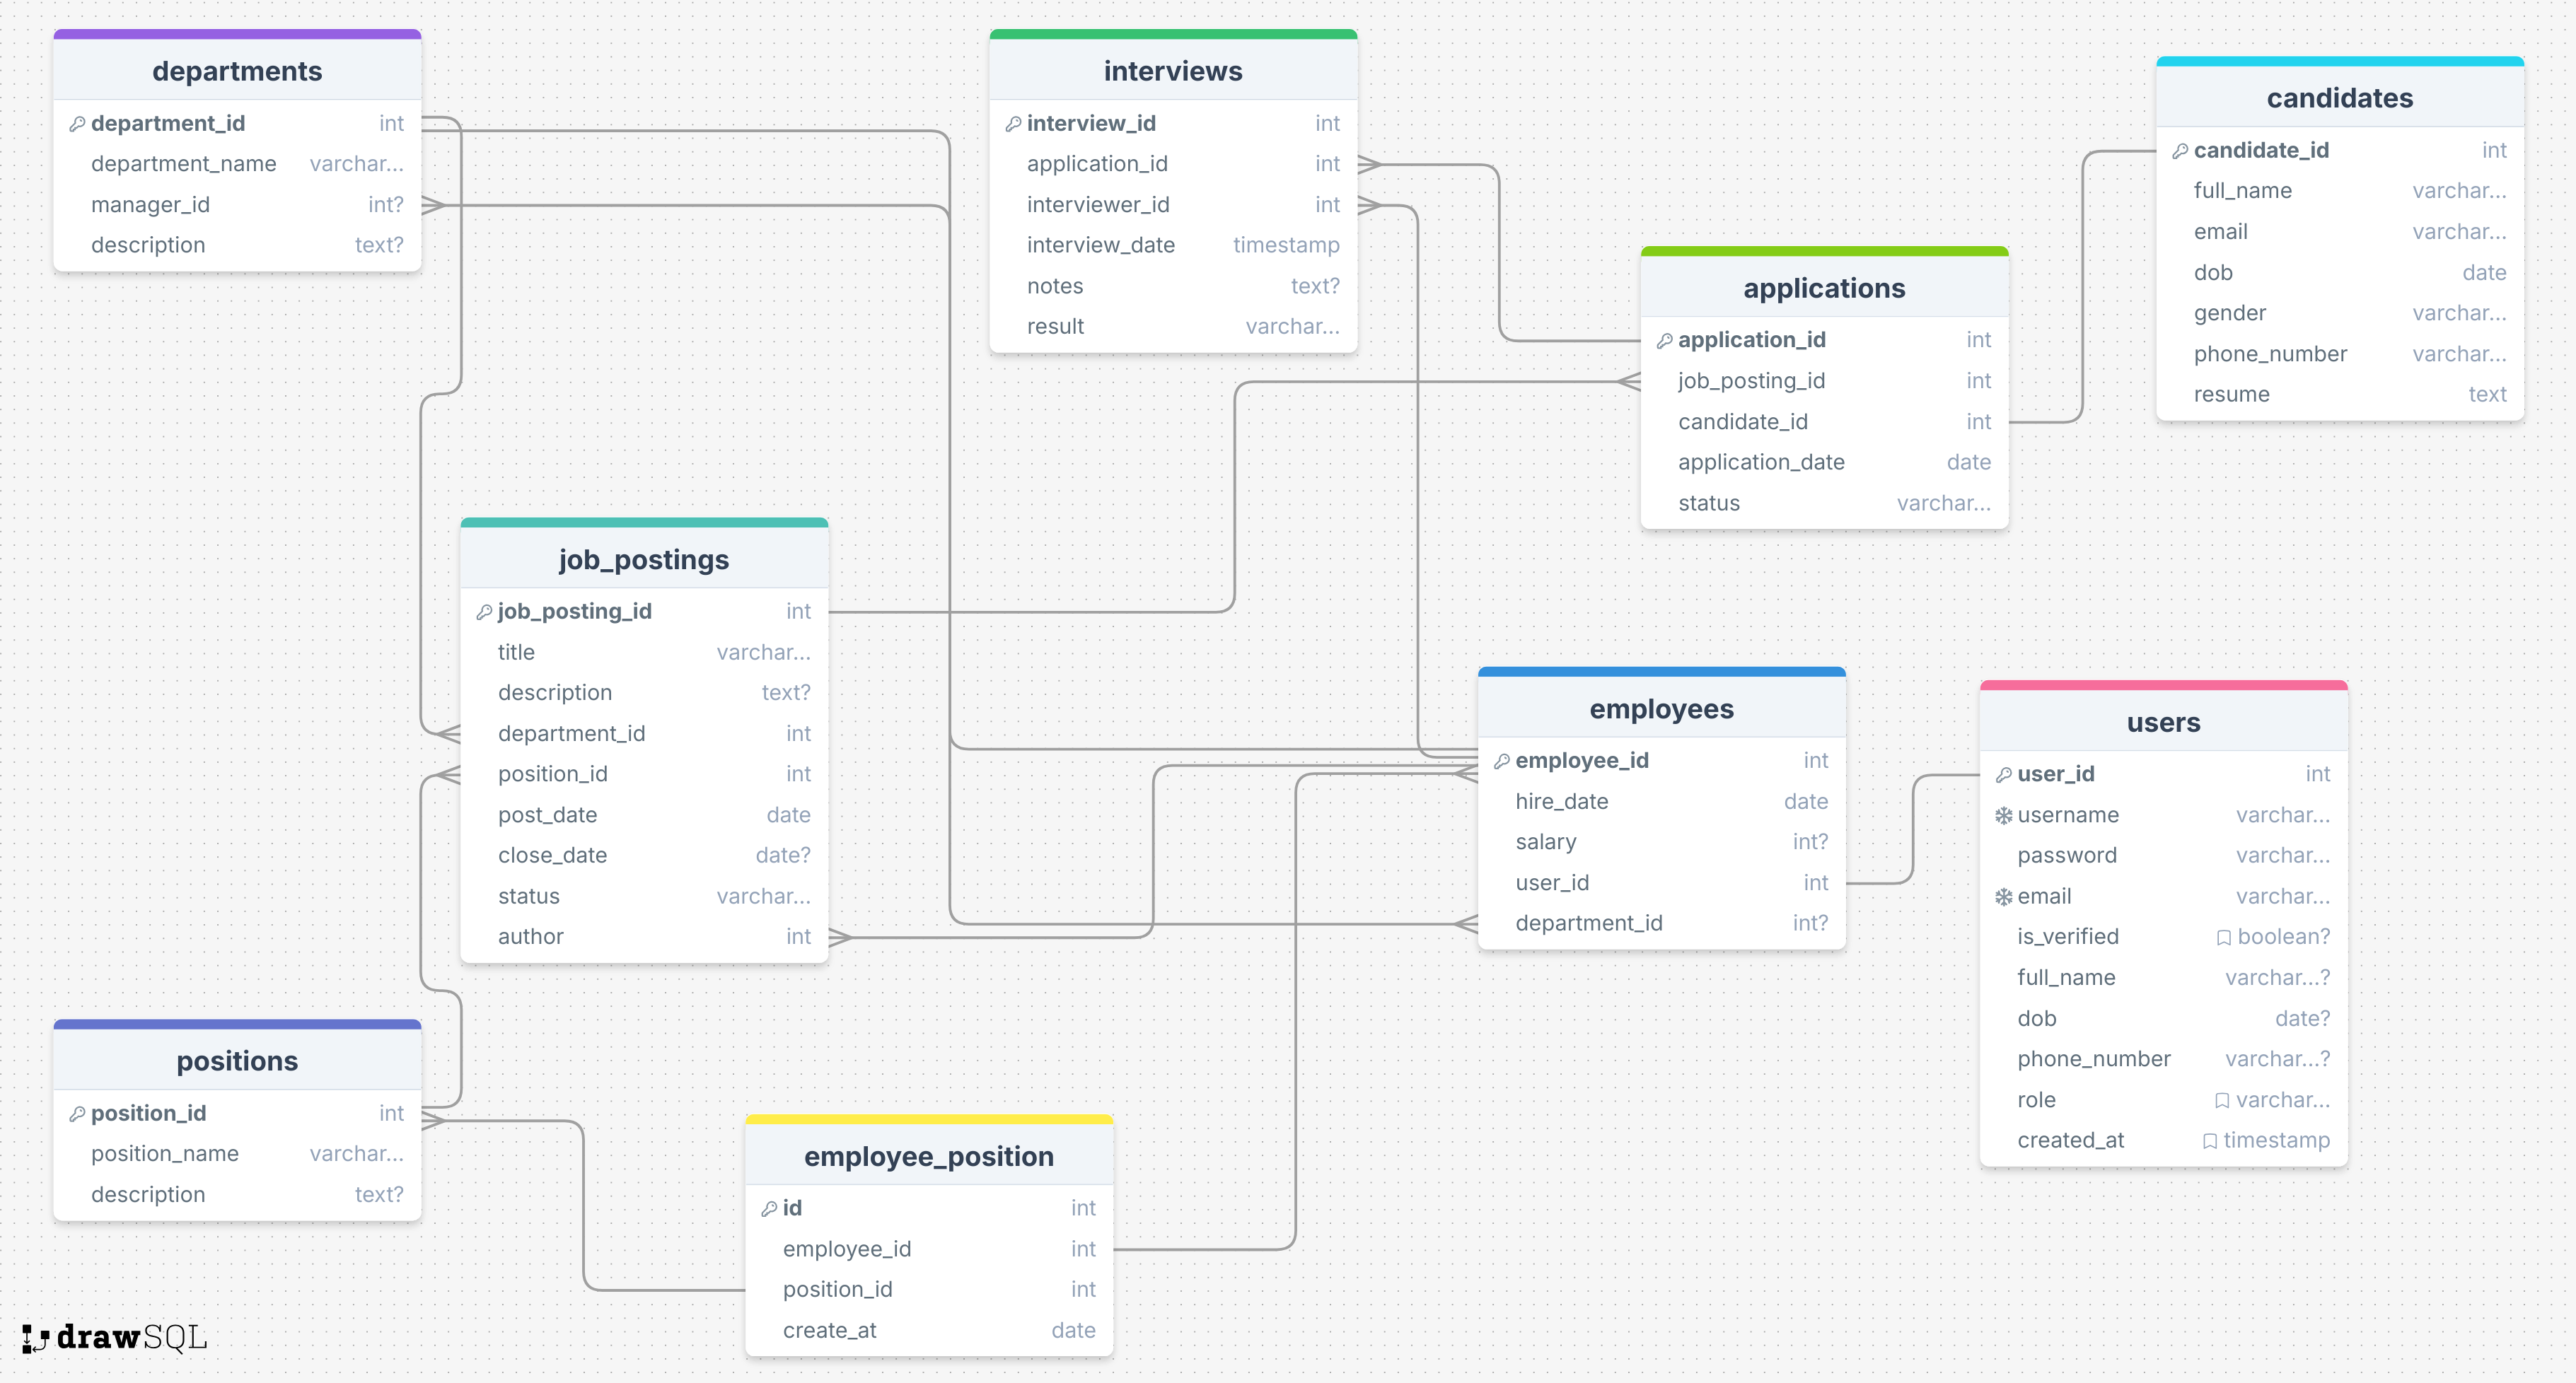 departments
department_id int
department_name varchar...
manager_id int?
description text?
interviews
interview_id int
application_id int
interviewer_id int
interview_date timestamp
notes text?
result varchar...
candidates
candidate_id int
full_name varchar...
email varchar...
dob date
gender varchar...
phone_number varchar...
resume text
applications
application_id int
job_posting_id int
candidate_id int
application_date date
status varchar...
job_postings
job_posting_id int
title varchar...
description text?
department_id int
position_id int
post_date date
close_date date?
status varchar...
author int
employees
employee_id int
hire_date date
salary int?
user_id int
department_id int?
users
user_id int
username varchar...
password varchar...
email varchar...
is_verified boolean?
full_name varchar...?
dob date?
phone_number varchar...?
role varchar...
created_at timestamp
positions
position_id int
position_name varchar...
description text?
employee_position
id int
employee_id int
position_id int
create_at date
drawSQL